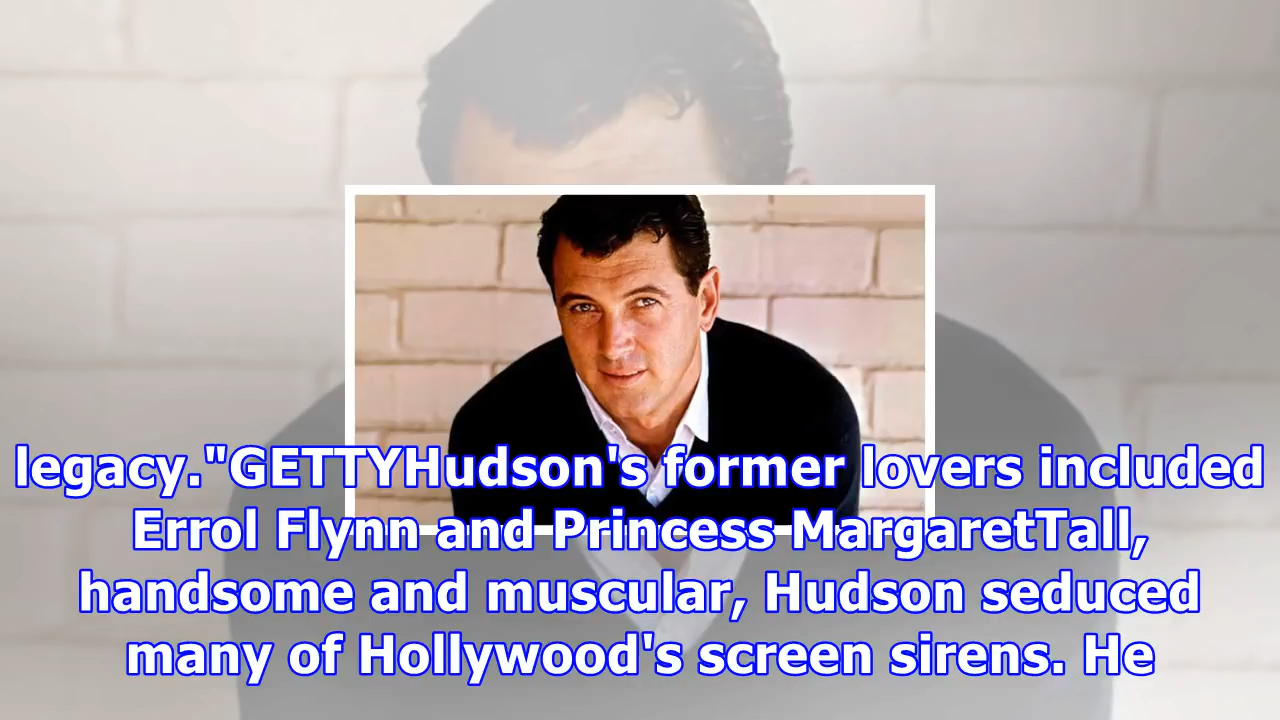 legacy."GETTYHudson's former lovers included
Errol Flynn and Princess MargaretTall,
handsome and muscular, Hudson seduced
many of Hollywood's screen sirens. He